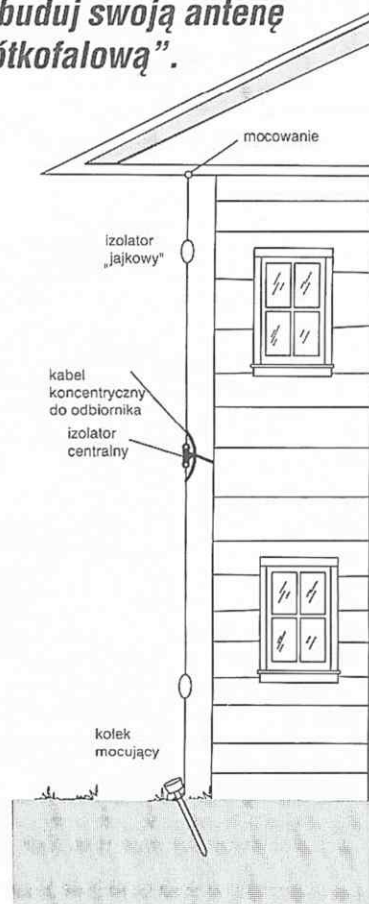 buduj swoją antenę
ótkofalową”.
mocowanie
izolator
„jajkowy"
kabel
koncentryczny
do odbiornika
izolator
centralny
kołek
mocujący